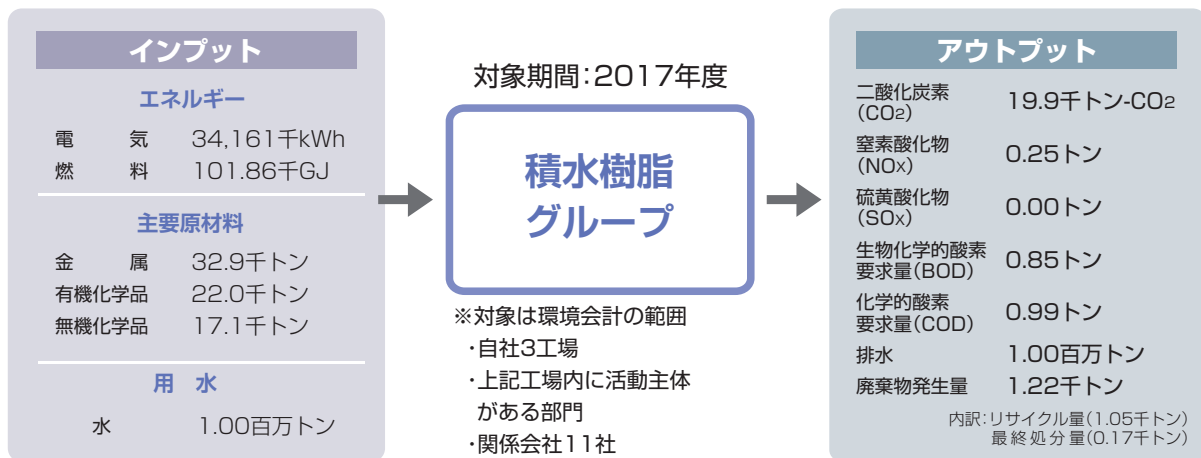 インプット
エネルギー
電気 34,161千kWh
燃料 101.86千GJ
主要原材料
金属 32.9千トン
有機化学品 22.0千トン
無機化学品 17.1千トン
用水
水 1.00百万トン
対象期間:2017年度
積水樹脂
グループ
※対象は環境会計の範囲
・自社3工場
・上記工場内に活動主体
がある部門
・関係会社11社
アウトプット
二酸化炭素
(CO2) 19.9千トン-CO2
窒素酸化物
(NOx) 0.25トン
硫黄酸化物
(SOx) 0.00トン
生物化学的酸素
要求量(BOD) 0.85トン
化学的酸素
要求量(COD) 0.99トン
排水 1.00百万トン
廃棄物発生量 1.22千トン
内訳:リサイクル量(1.05千トン)
最終処分量(0.17千トン)